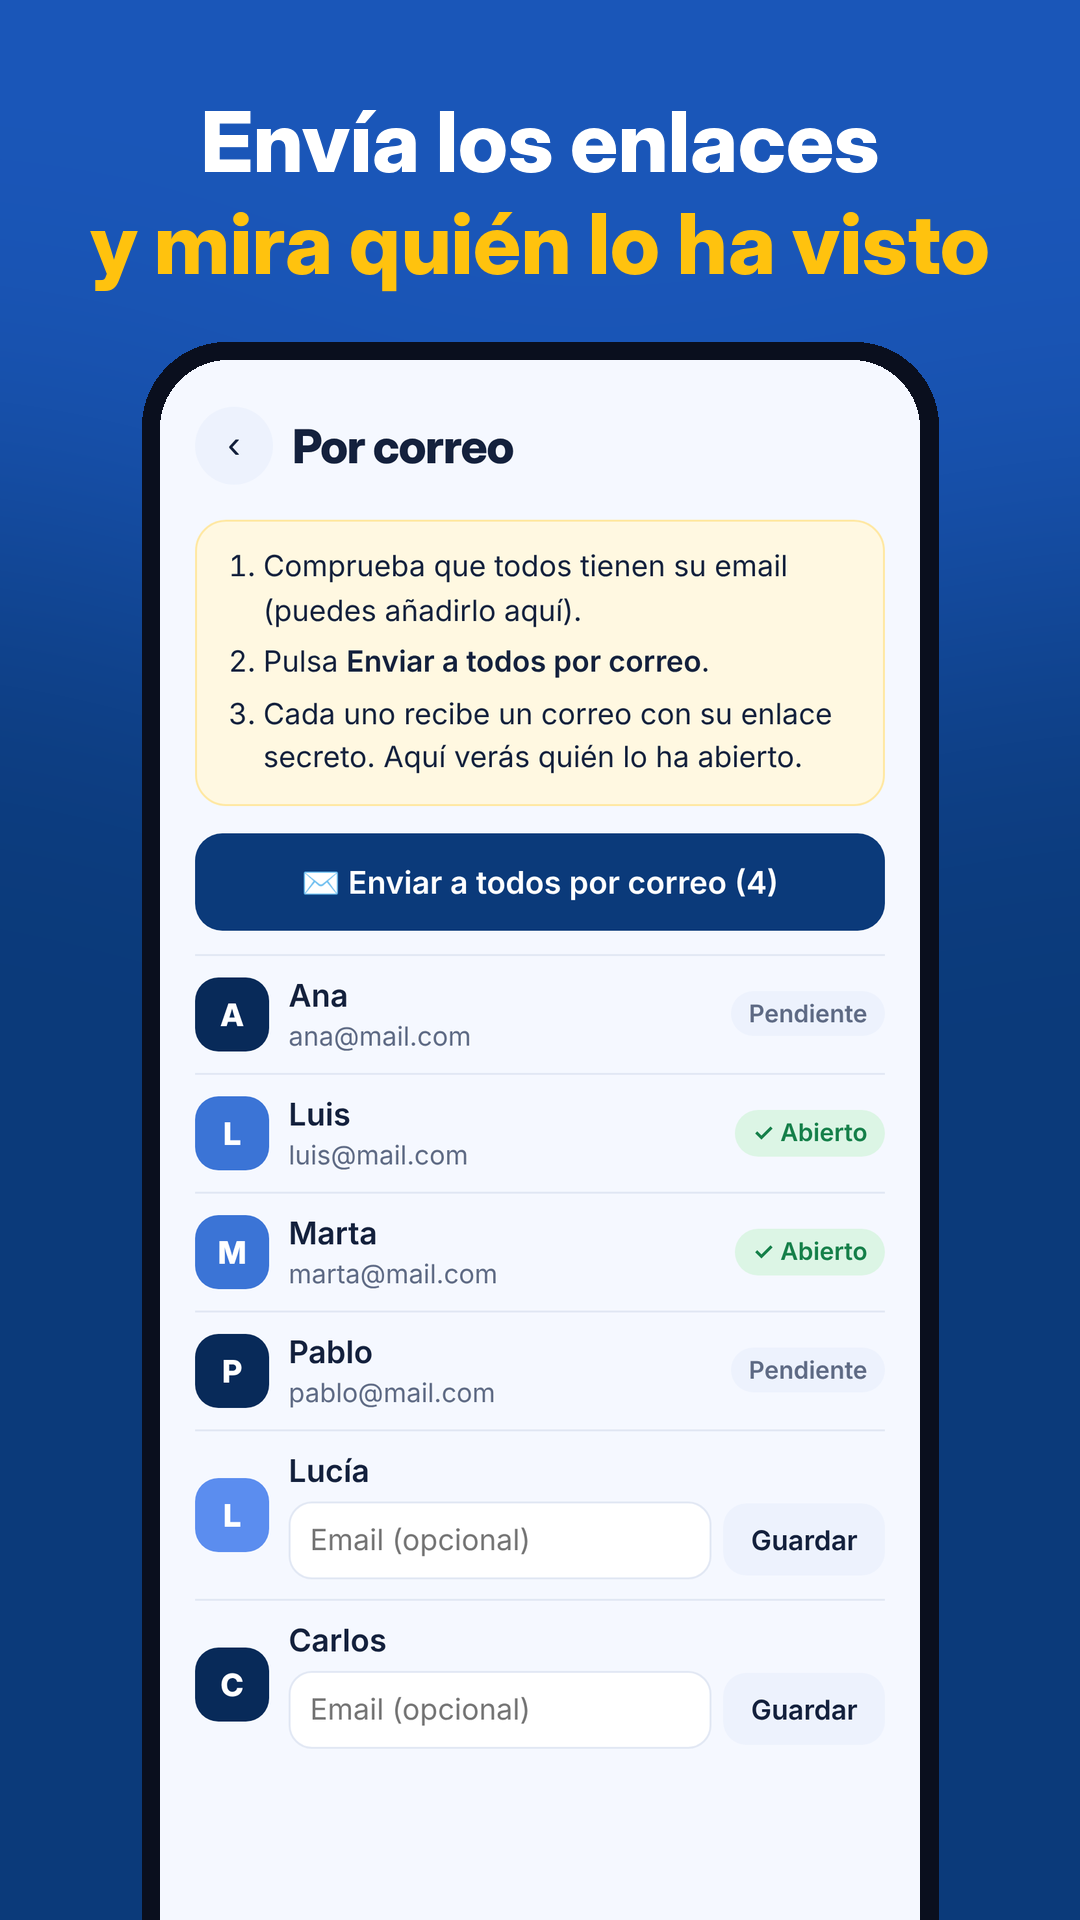 Envía los enlaces
y mira quién lo ha visto
‹ Por correo
1. Comprueba que todos tienen su email
(puedes añadirlo aquí).
2. Pulsa Enviar a todos por correo.
3. Cada uno recibe un correo con su enlace
secreto. Aquí verás quién lo ha abierto.
✉️ Enviar a todos por correo (4)
A
Ana
ana@mail.com
Pendiente
L
Luis
luis@mail.com
✓ Abierto
M
Marta
marta@mail.com
✓ Abierto
P
Pablo
pablo@mail.com
Pendiente
L
Lucía
Email (opcional)
Guardar
C
Carlos
Email (opcional)
Guardar